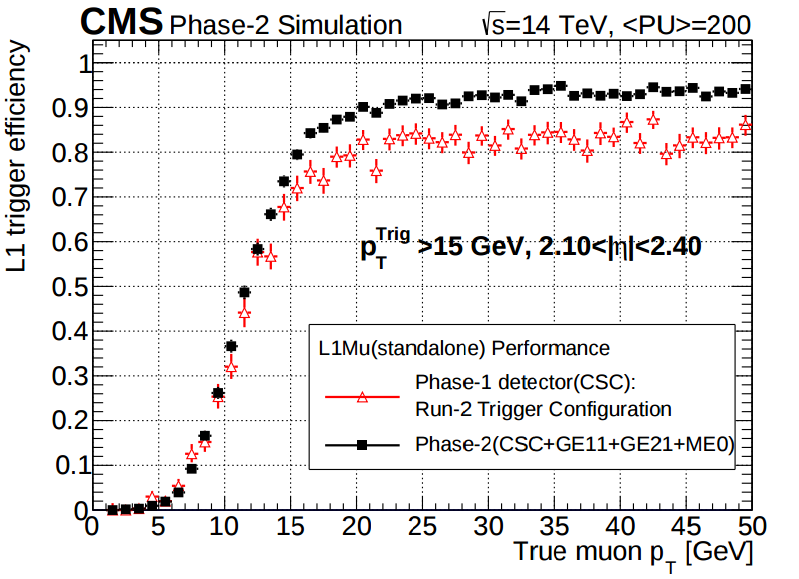 CMS Phase-2 Simulation √s=14 TeV, <PU>=200
L1 trigger efficiency
1
0.9
0.8
0.7
0.6
p_T^Trig >15 GeV, 2.10<|η|<2.40
0.5
0.4
0.3
0.2
0.1
0
L1Mu(standalone) Performance
Phase-1 detector(CSC):
Run-2 Trigger Configuration
Phase-2(CSC+GE11+GE21+ME0)
0 5 10 15 20 25 30 35 40 45 50
True muon p_T [GeV]